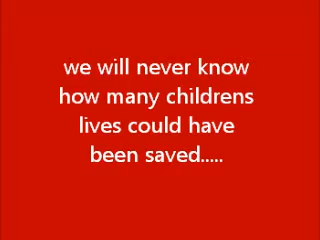 we will never know
how many childrens
lives could have
been saved.....